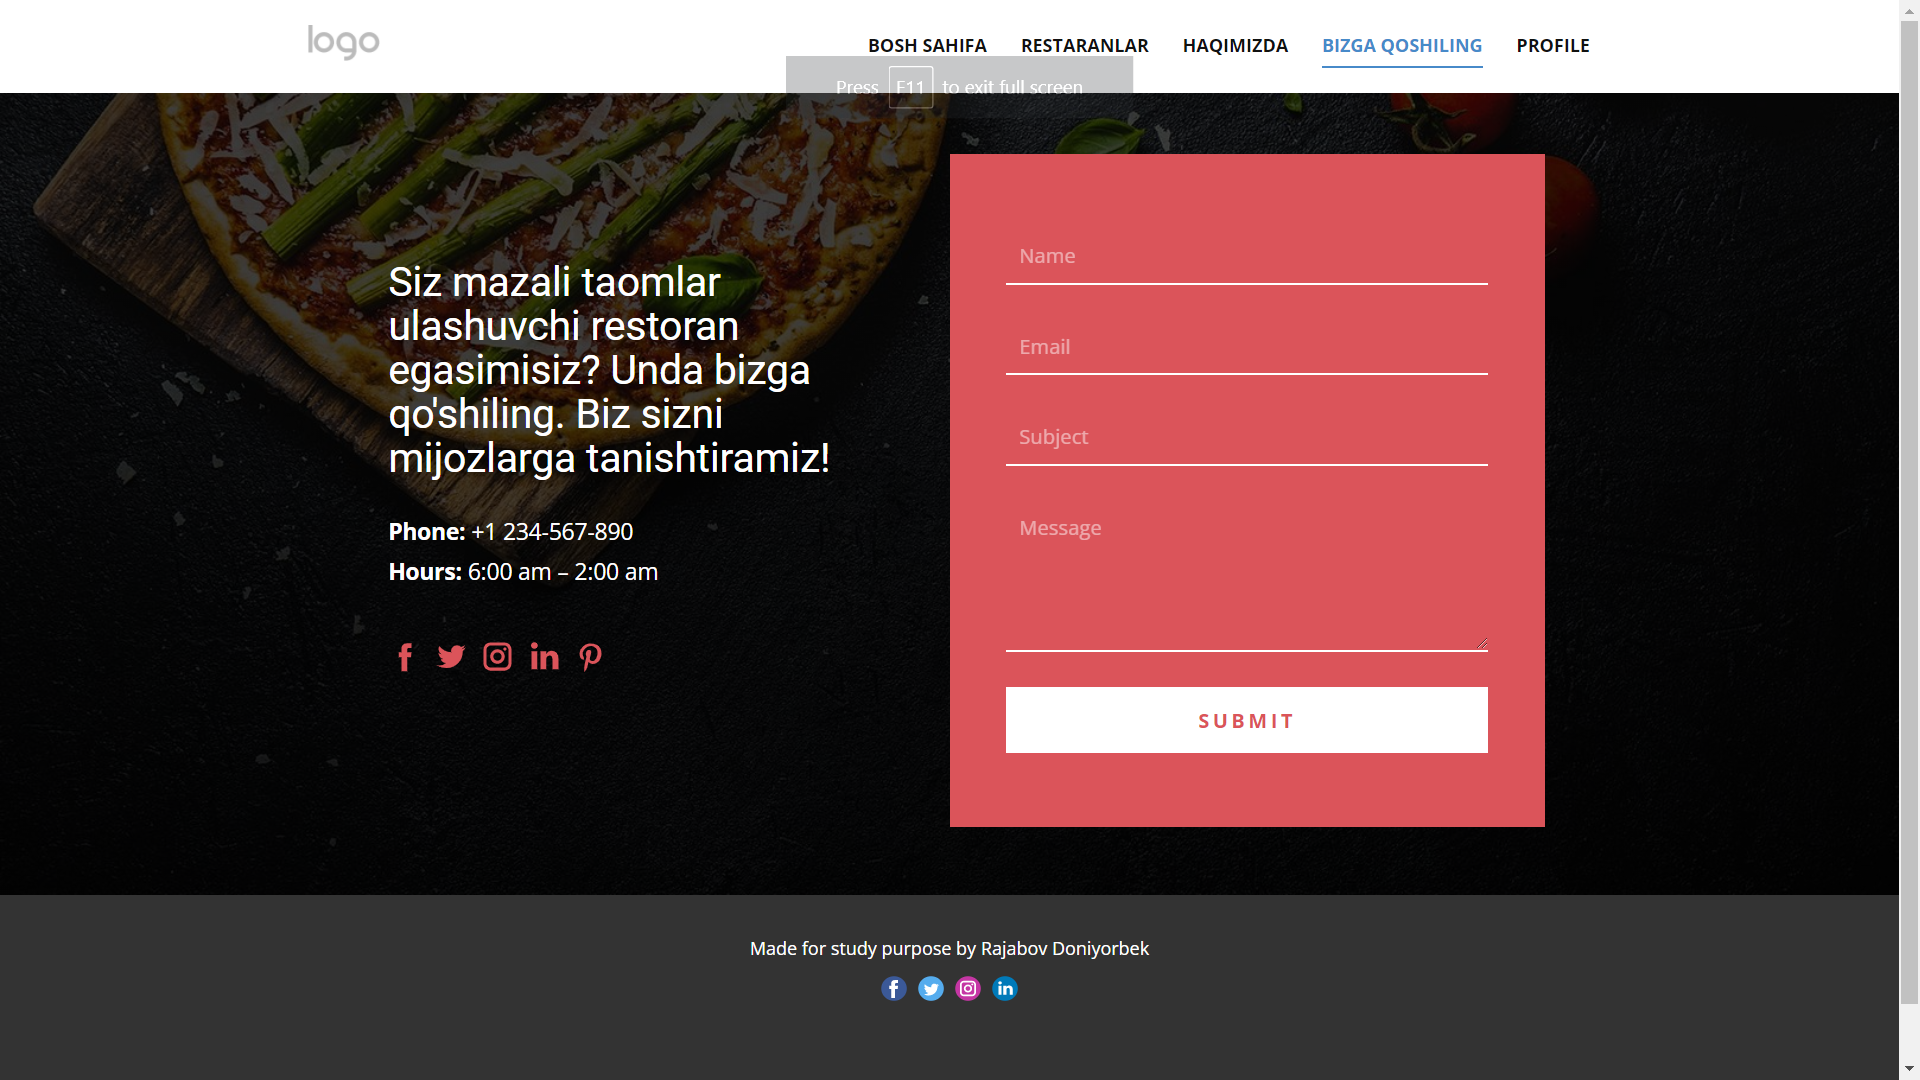 logo
BOSH SAHIFA
RESTARANLAR
HAQIMIZDA
BIZGA QOSHILING
PROFILE
Press F11 to exit full screen
Siz mazali taomlar
ulashuvchi restoran
egasimisiz? Unda bizga
qo'shiling. Biz sizni
mijozlarga tanishtiramiz!
Phone: +1 234-567-890
Hours: 6:00 am – 2:00 am
Name
Email
Subject
Message
SUBMIT
Made for study purpose by Rajabov Doniyorbek